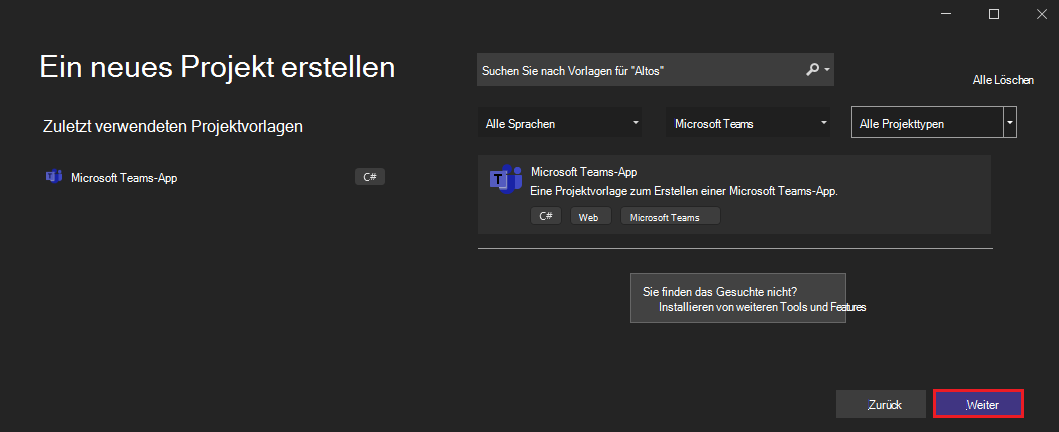 Ein neues Projekt erstellen
Suchen Sie nach Vorlagen für "Altos"
Alle Löschen
Zuletzt verwendeten Projektvorlagen
Alle Sprachen
Microsoft Teams
Alle Projekttypen
Microsoft Teams-App
C#
Microsoft Teams-App
Eine Projektvorlage zum Erstellen einer Microsoft Teams-App.
C#
Web
Microsoft Teams
Sie finden das Gesuchte nicht?
Installieren von weiteren Tools und Features
Zurück
Weiter